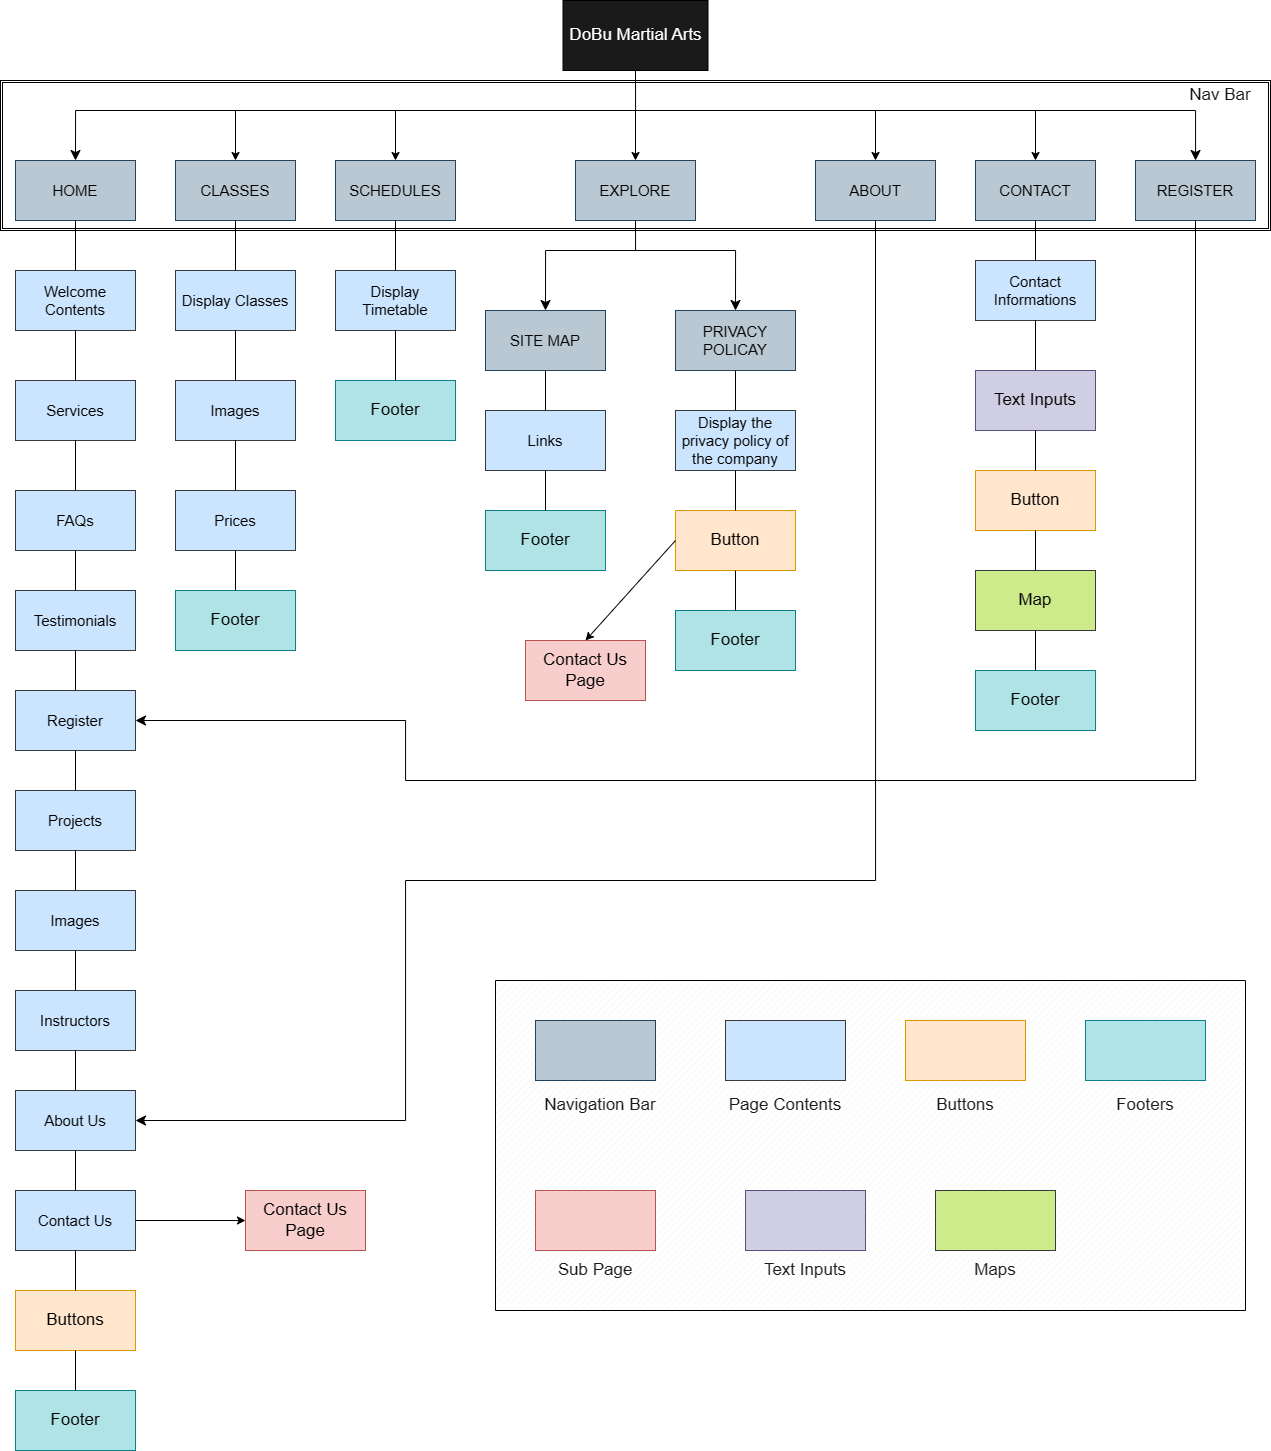 DoBu Martial Arts
Nav Bar
HOME
CLASSES
SCHEDULES
EXPLORE
ABOUT
CONTACT
REGISTER
Welcome
Contents
Services
FAQs
Testimonials
Register
Projects
Images
Instructors
About Us
Contact Us
Contact Us
Page
Buttons
Footer
Display Classes
Images
Prices
Footer
Display
Timetable
Footer
SITE MAP
Links
Footer
PRIVACY
POLICAY
Display the
privacy policy of
the company
Button
Contact Us
Page
Footer
Contact
Informations
Text Inputs
Button
Map
Footer
Navigation Bar
Page Contents
Buttons
Footers
Sub Page
Text Inputs
Maps